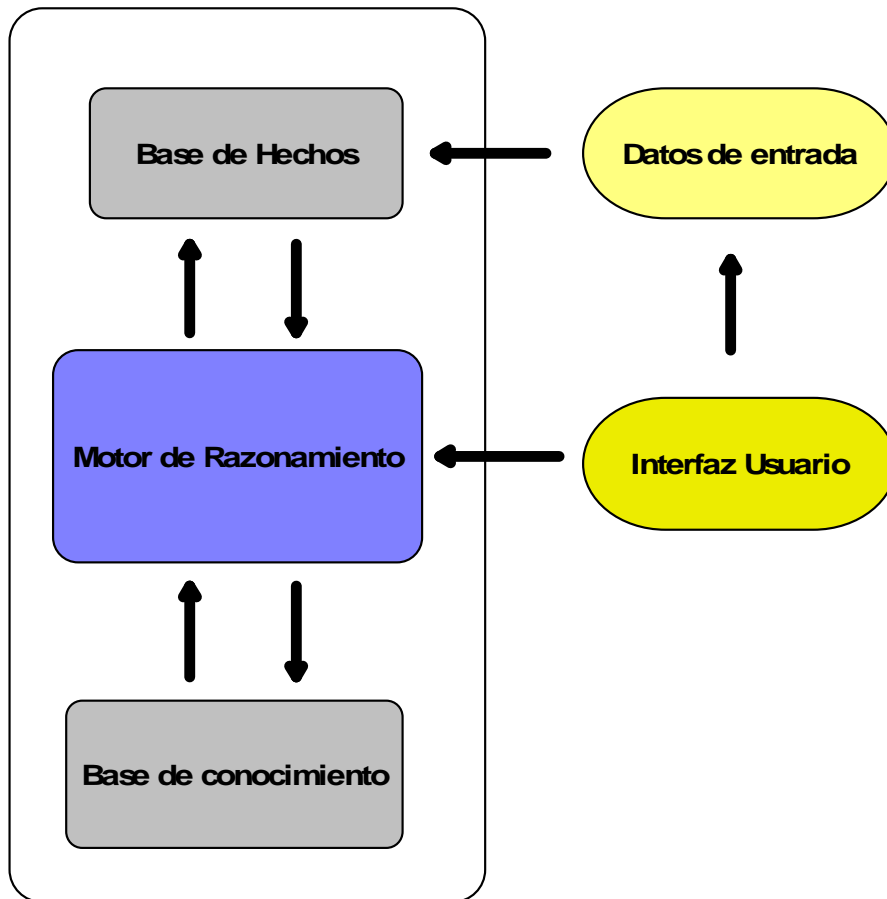 Base de Hechos
Datos de entrada
Motor de Razonamiento
Interfaz Usuario
Base de conocimiento